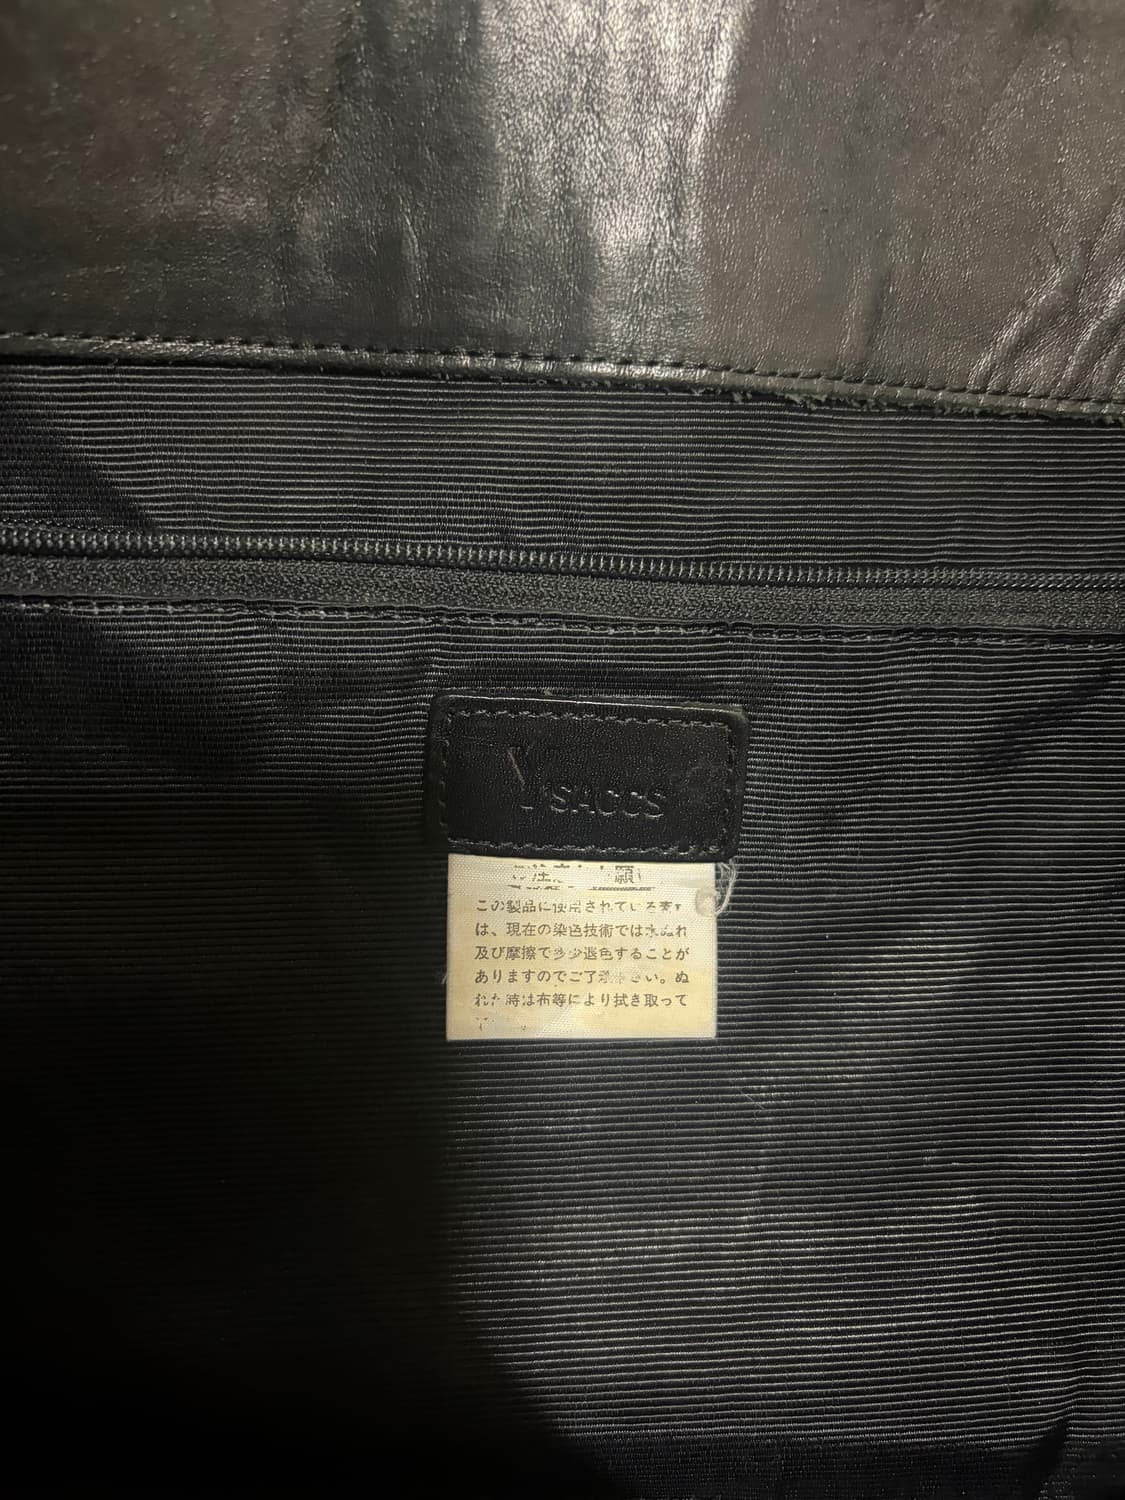 Y'SACCS
この製品に使用されている素材
は、現在の染色技術では水ぬれ
及び摩擦で多少退色することが
ありますのでご了承下さい。ぬ
れた時は布等により拭き取って